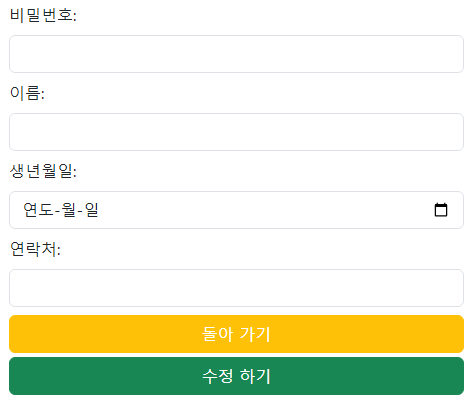 비밀번호:
이름:
생년월일:
연도-월-일
연락처:
돌아 가기
수정 하기